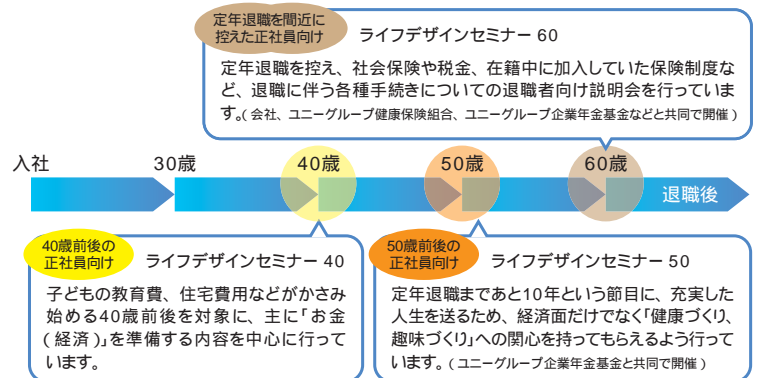 定年退職を間近に
控えた正社員向け
ライフデザインセミナー 60
定年退職を控え、社会保険や税金、在籍中に加入していた保険制度な
ど、退職に伴う各種手続きについての退職者向け説明会を行っていま
す。(会社、ユニーグループ健康保険組合、ユニーグループ企業年金基金などと共同で開催)
入社
30歳
40歳
50歳
60歳
退職後
40歳前後の
正社員向け
ライフデザインセミナー 40
子どもの教育費、住宅費用などがかさみ
始める40歳前後を対象に、主に「お金
(経済)」を準備する内容を中心に行って
います。
50歳前後の
正社員向け
ライフデザインセミナー 50
定年退職まであと10年という節目に、充実した
人生を送るため、経済面だけでなく「健康づくり、
趣味づくり」への関心を持ってもらえるよう行って
います。(ユニーグループ企業年金基金と共同で開催)